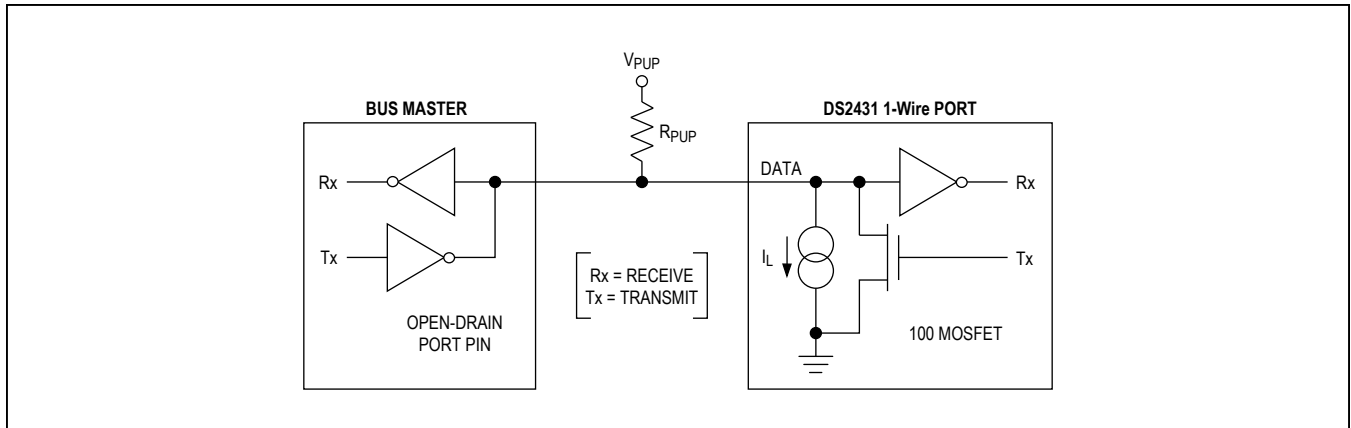 VPUP
BUS MASTER
DS2431 1-Wire PORT
RPUP
DATA
Rx
Rx
Tx
IL
Tx
Rx = RECEIVE
Tx = TRANSMIT
OPEN-DRAIN
PORT PIN
100 MOSFET